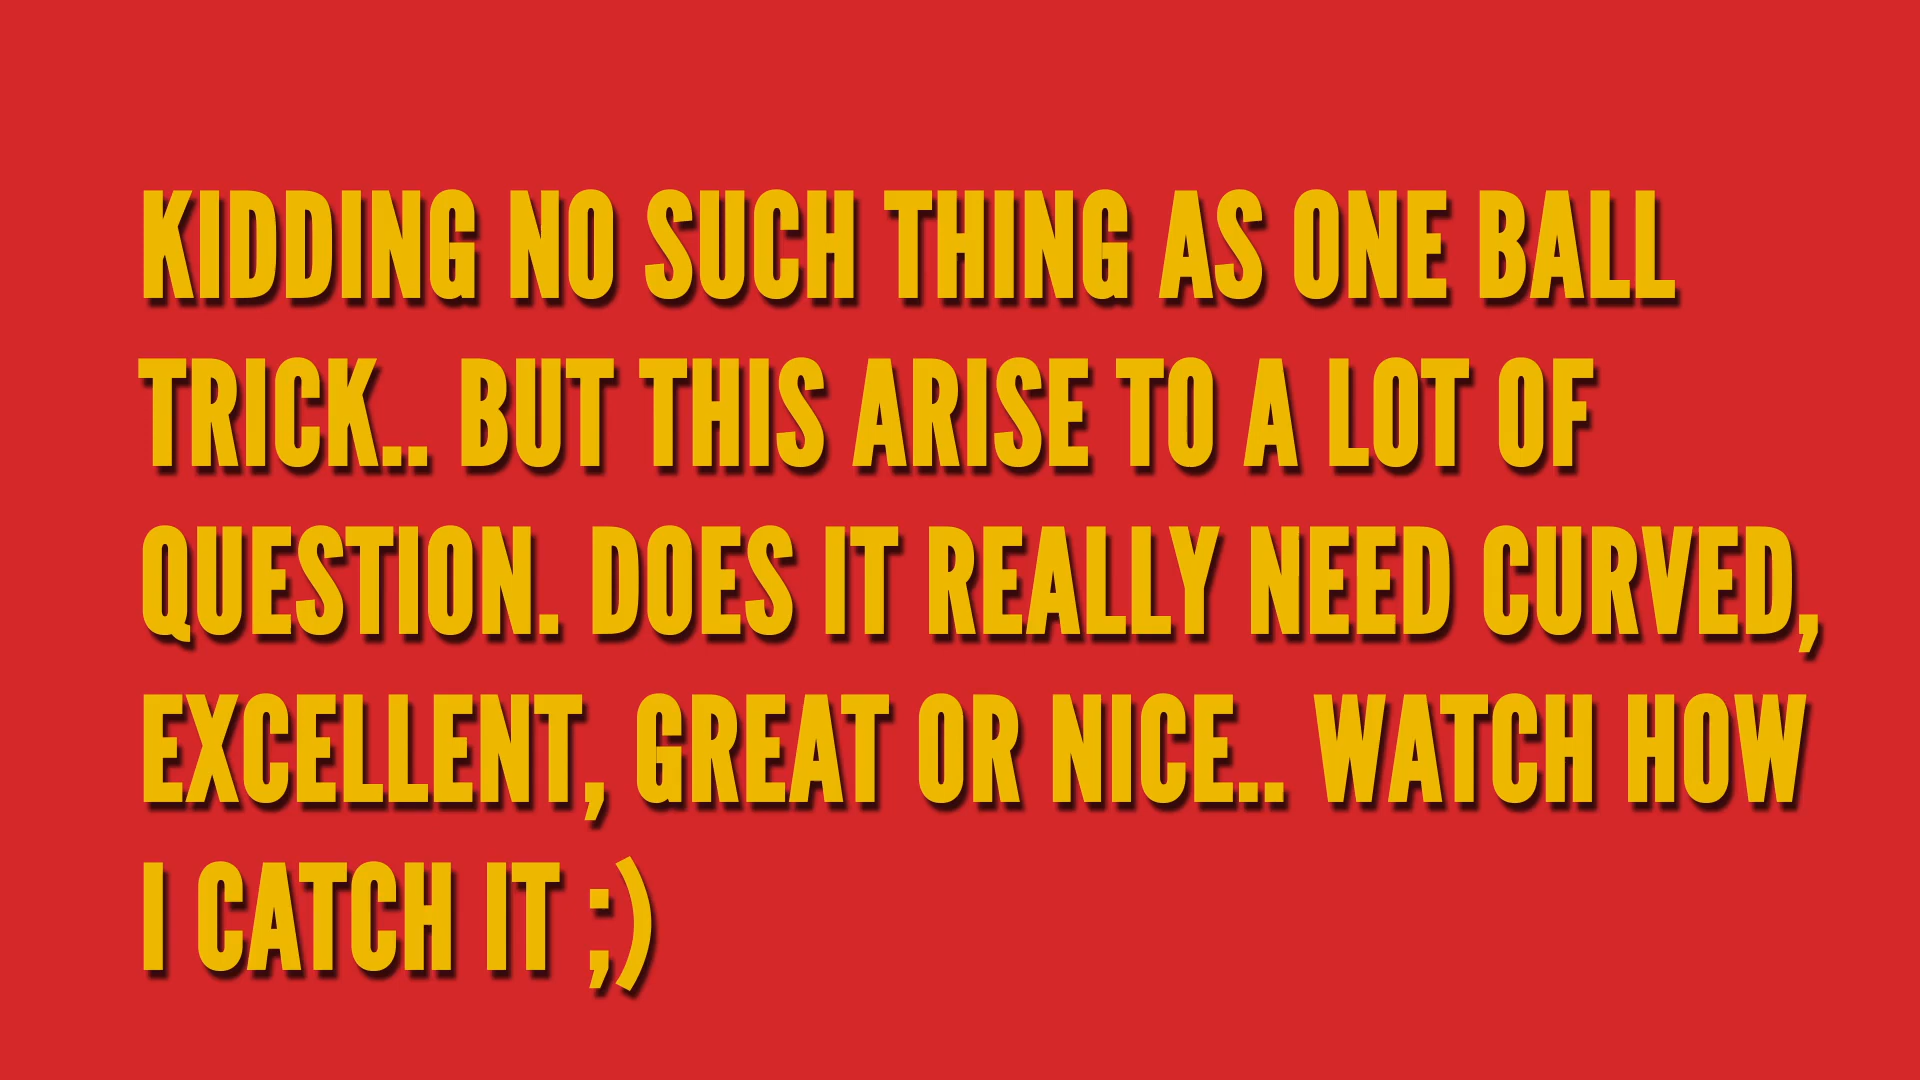 KIDDING NO SUCH THING AS ONE BALL
TRICK.. BUT THIS ARISE TO A LOT OF
QUESTION. DOES IT REALLY NEED CURVED,
EXCELLENT, GREAT OR NICE.. WATCH HOW
I CATCH IT ;)